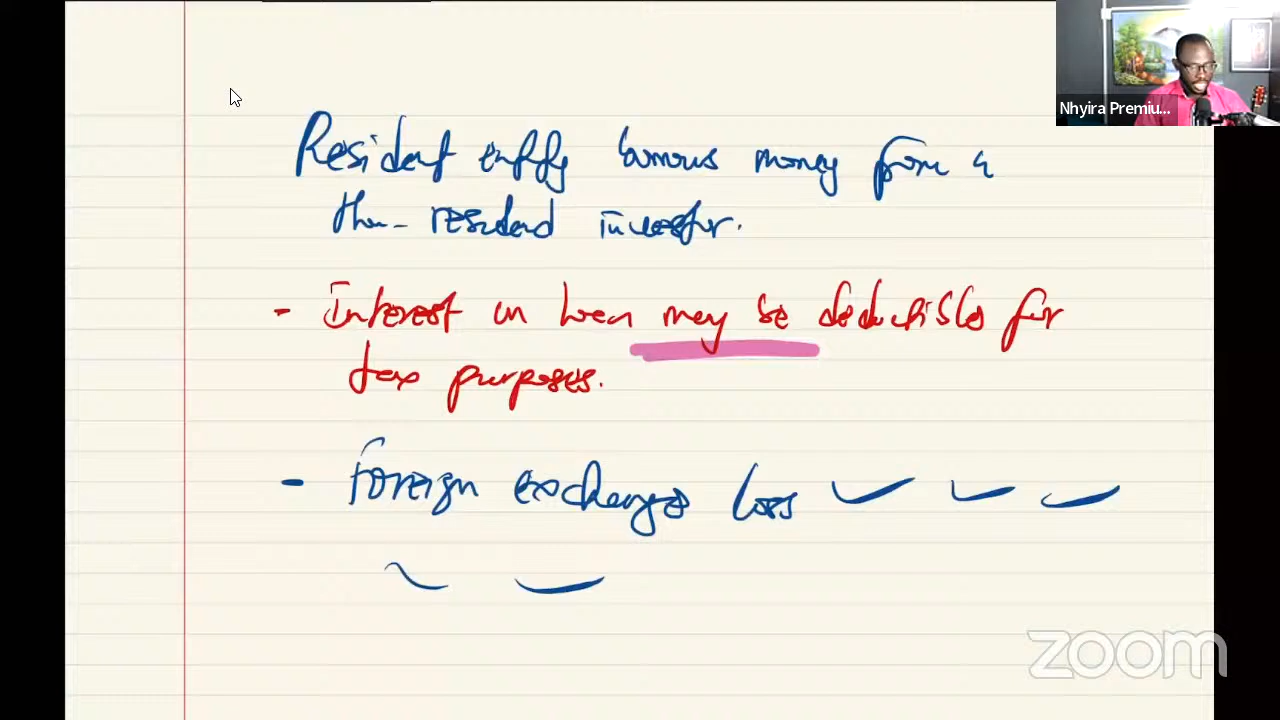 Nhyira Premiu...
Resident entity borrows money from a
non-resident investor.
- Interest on loan may be deductible for
tax purposes.
- Foreign exchange loss
zoom